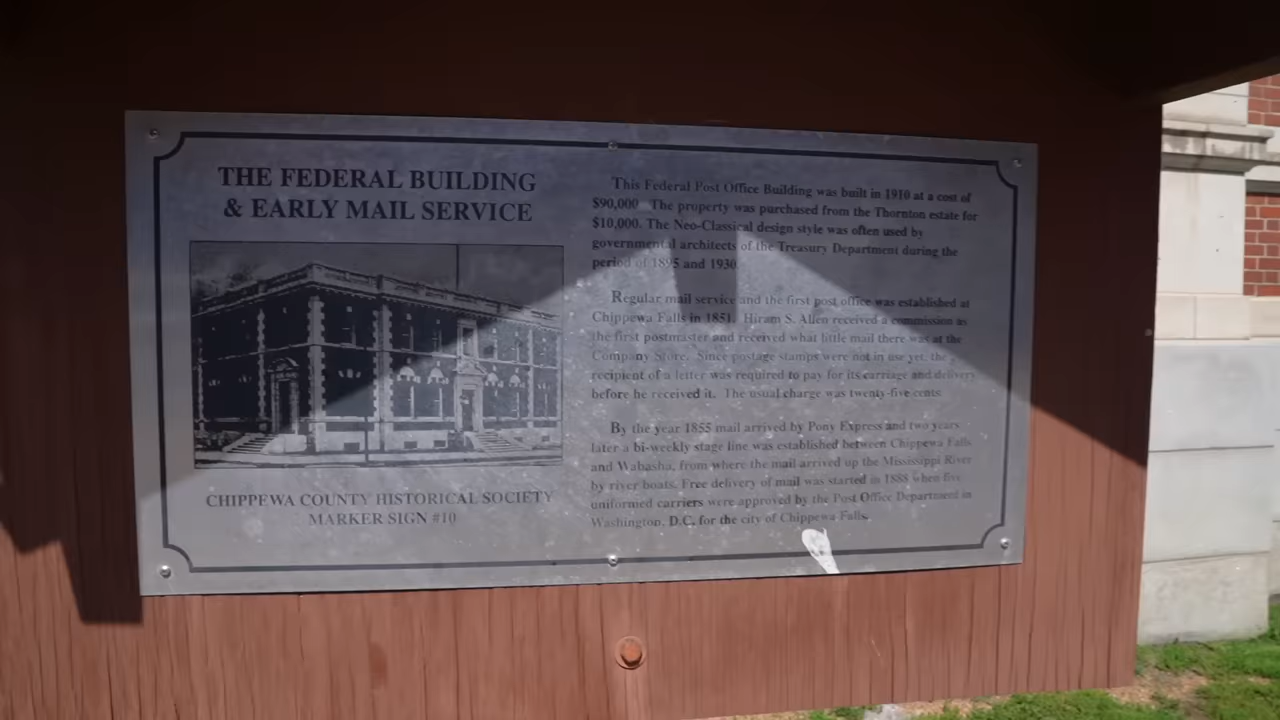 THE FEDERAL BUILDING
& EARLY MAIL SERVICE
CHIPPEWA COUNTY HISTORICAL SOCIETY
MARKER SIGN #10
This Federal Post Office Building was built in 1910 at a cost of
$90,000. The property was purchased from the Thornton estate for
$10,000. The Neo-Classical design style was often used by
governmental architects of the Treasury Department during the
period of 1895 and 1930.
Regular mail service and the first post office was established at
Chippewa Falls in 1851. Hiram S. Allen received a commission as
the first postmaster and received what little mail there was at the
Company Store. Since postage stamps were not in use yet, the
recipient of a letter was required to pay for its carriage and delivery
before he received it. The usual charge was twenty-five cents.
By the year 1855 mail arrived by Pony Express and two years
later a bi-weekly stage line was established between Chippewa Falls
and Wabasha, from where the mail arrived up the Mississippi River
by river boats. Free delivery of mail was started in 1888 when five
uniformed carriers were approved by the Post Office Department in
Washington, D.C. for the city of Chippewa Falls.